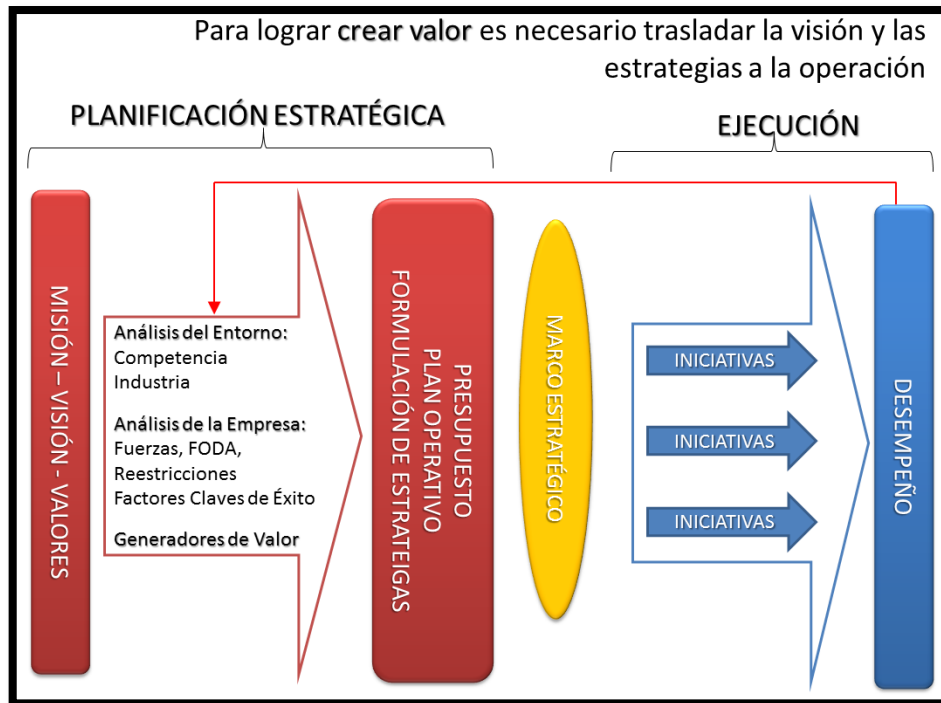 Para lograr crear valor es necesario trasladar la visión y las
estrategias a la operación
PLANIFICACIÓN ESTRATÉGICA
EJECUCIÓN
MISIÓN – VISIÓN - VALORES
Análisis del Entorno:
Competencia
Industria
Análisis de la Empresa:
Fuerzas, FODA,
Reestricciones
Factores Claves de Éxito
Generadores de Valor
PRESUPUESTO
PLAN OPERATIVO
FORMULACIÓN DE ESTRATEIGAS
MARCO ESTRATÉGICO
INICIATIVAS
INICIATIVAS
INICIATIVAS
DESEMPEÑO